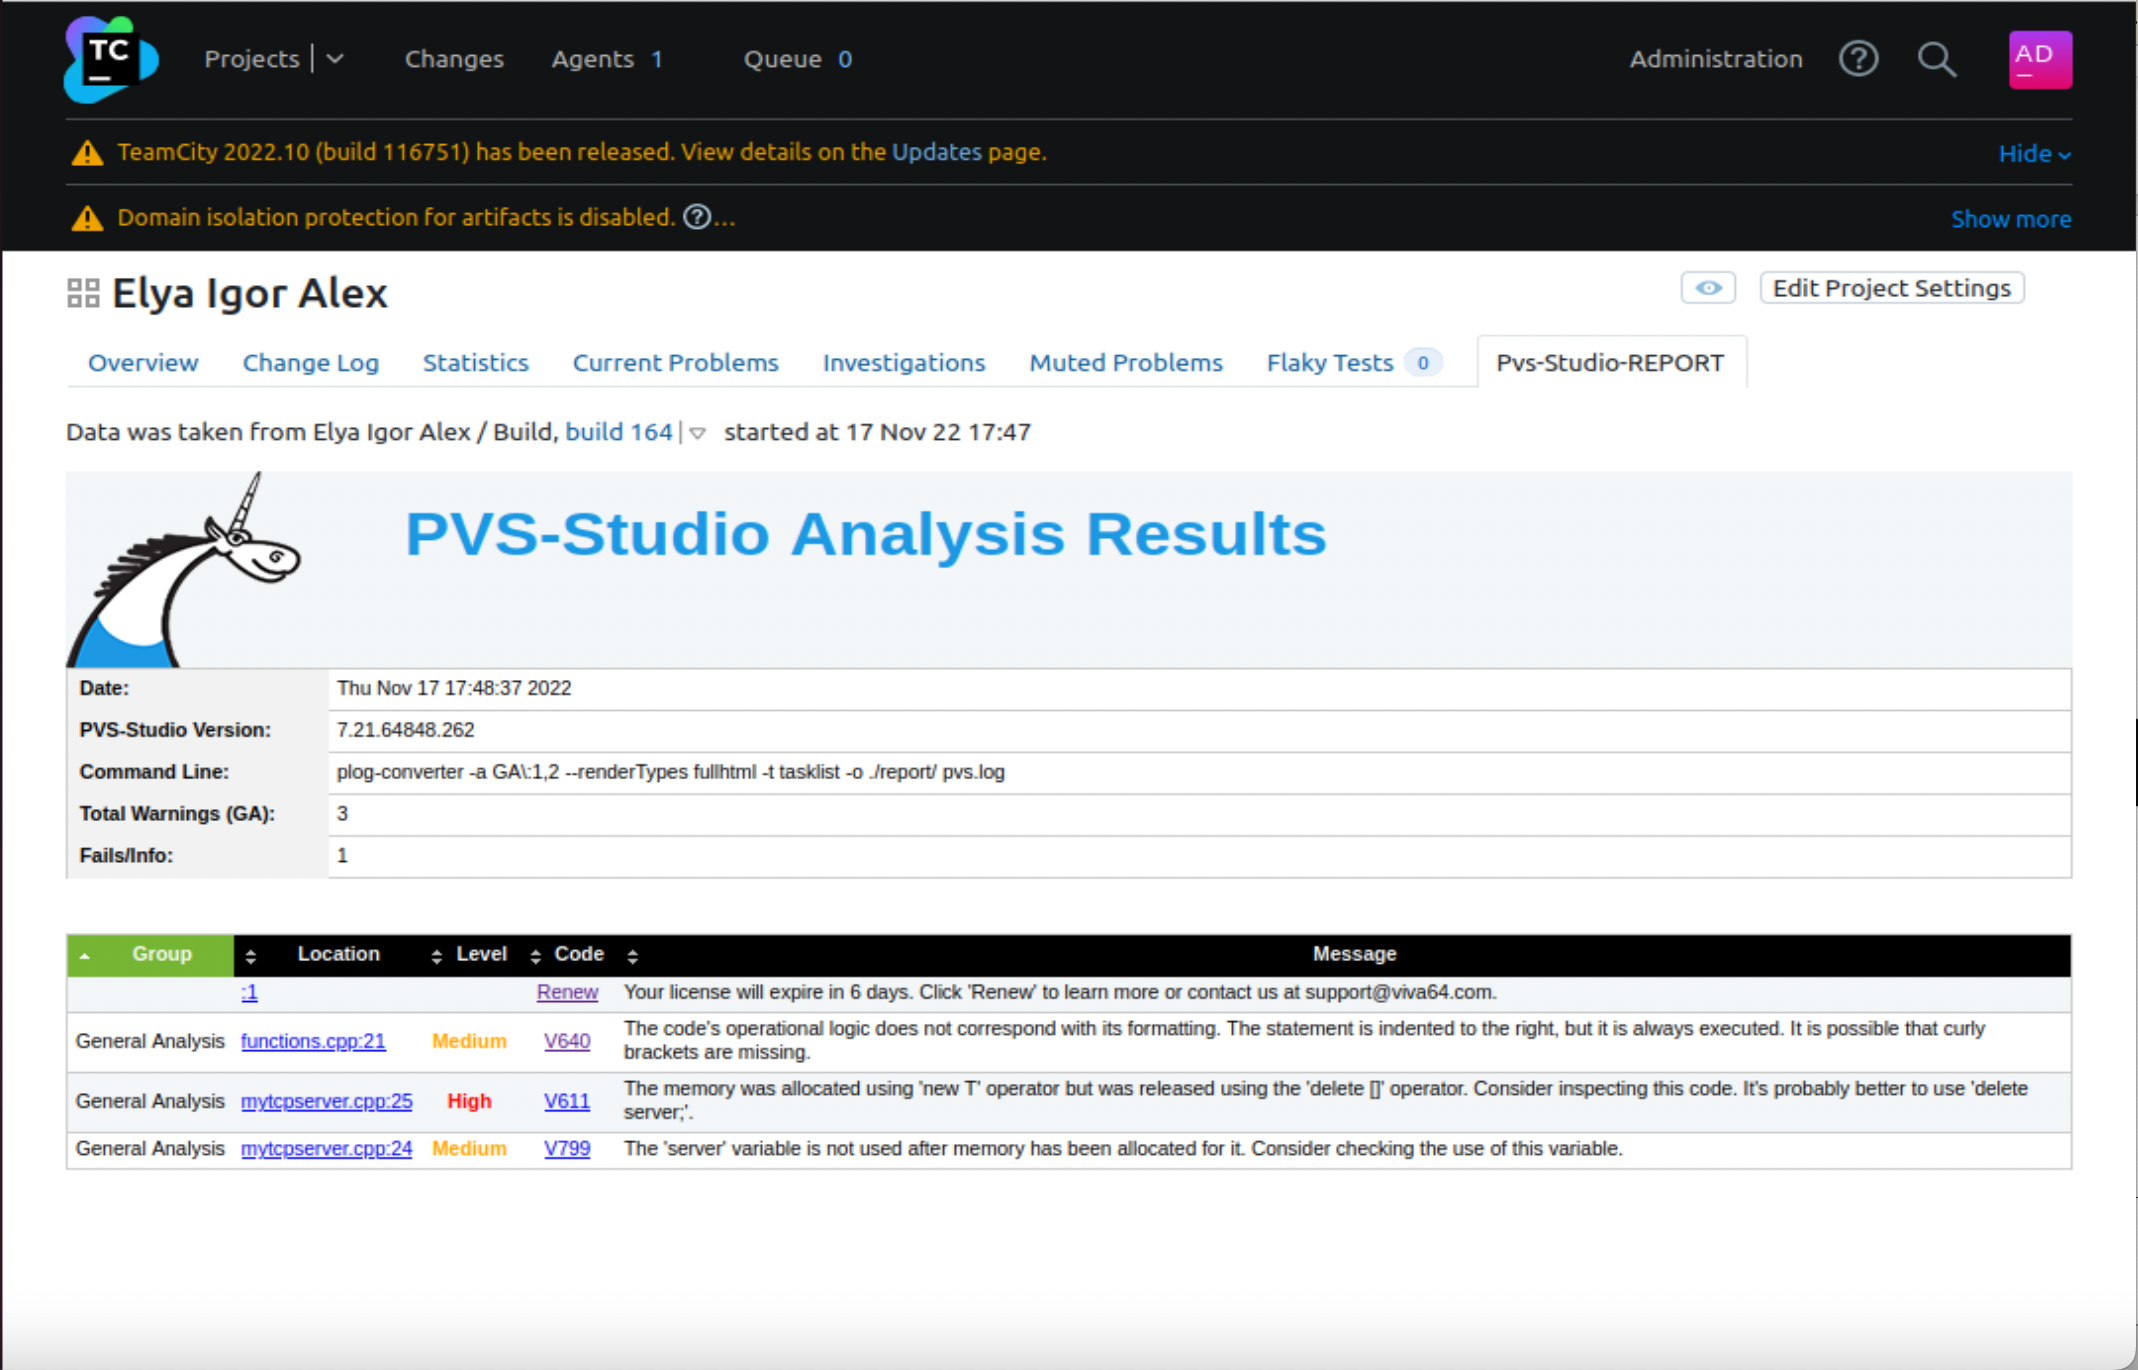 TC
Projects
Changes
Agents 1
Queue 0
Administration
AD
TeamCity 2022.10 (build 116751) has been released. View details on the Updates page.
Hide
Domain isolation protection for artifacts is disabled. ?...
Show more
Elya Igor Alex
Edit Project Settings
Overview
Change Log
Statistics
Current Problems
Investigations
Muted Problems
Flaky Tests 0
Pvs-Studio-REPORT
Data was taken from Elya Igor Alex / Build, build 164 started at 17 Nov 22 17:47
PVS-Studio Analysis Results
Date: Thu Nov 17 17:48:37 2022
PVS-Studio Version: 7.21.64848.262
Command Line: plog-converter -a GA\:1,2 --renderTypes fullhtml -t tasklist -o ./report/ pvs.log
Total Warnings (GA): 3
Fails/Info: 1
Group Location Level Code Message
:1 Renew Your license will expire in 6 days. Click 'Renew' to learn more or contact us at support@viva64.com.
General Analysis functions.cpp:21 Medium V640 The code's operational logic does not correspond with its formatting. The statement is indented to the right, but it is always executed. It is possible that curly
brackets are missing.
General Analysis mytcpserver.cpp:25 High V611 The memory was allocated using 'new T' operator but was released using the 'delete []' operator. Consider inspecting this code. It's probably better to use 'delete
server;'.
General Analysis mytcpserver.cpp:24 Medium V799 The 'server' variable is not used after memory has been allocated for it. Consider checking the use of this variable.